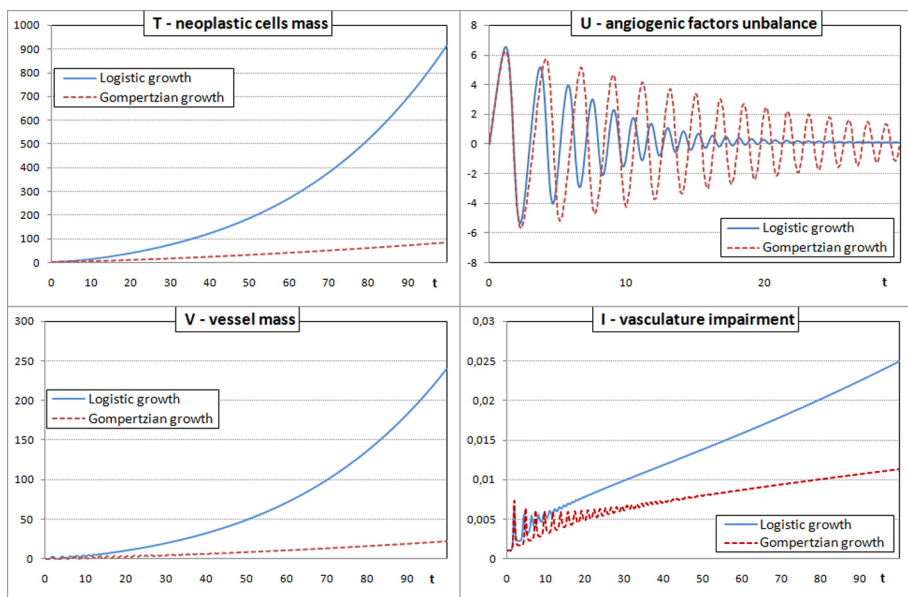 T - neoplastic cells mass
1000
900
800
700
600
500
400
300
200
100
0
Logistic growth
Gompertzian growth
0 10 20 30 40 50 60 70 80 90 t
U - angiogenic factors unbalance
8
6
4
2
0
-2
-4
-6
-8
Logistic growth
Gompertzian growth
0 10 20 t
V - vessel mass
300
250
200
150
100
50
0
Logistic growth
Gompertzian growth
0 10 20 30 40 50 60 70 80 90 t
I - vasculature impairment
0,03
0,025
0,02
0,015
0,01
0,005
0
Logistic growth
Gompertzian growth
0 10 20 30 40 50 60 70 80 90 t